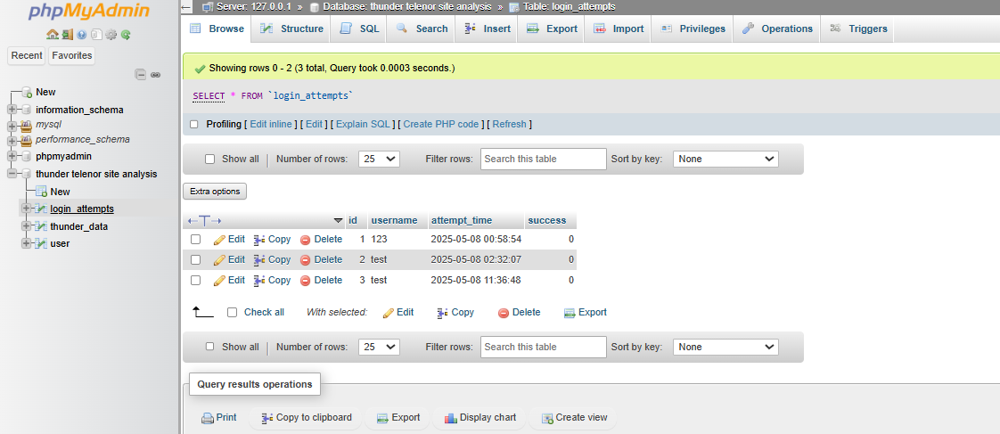 phpMyAdmin
Recent Favorites
New
information_schema
mysql
performance_schema
phpmyadmin
thunder telenor site analysis
New
login_attempts
thunder_data
user
Server: 127.0.0.1 » Database: thunder telenor site analysis » Table: login_attempts
Browse Structure SQL Search Insert Export Import Privileges Operations Triggers
Showing rows 0 - 2 (3 total, Query took 0.0003 seconds.)
SELECT * FROM `login_attempts`
Profiling [ Edit inline ] [ Edit ] [ Explain SQL ] [ Create PHP code ] [ Refresh ]
Show all | Number of rows: 25 Filter rows: Search this table Sort by key: None
Extra options
←T→ id username attempt_time success
Edit Copy Delete 1 123 2025-05-08 00:58:54 0
Edit Copy Delete 2 test 2025-05-08 02:32:07 0
Edit Copy Delete 3 test 2025-05-08 11:36:48 0
Check all With selected: Edit Copy Delete Export
Show all | Number of rows: 25 Filter rows: Search this table Sort by key: None
Query results operations
Print Copy to clipboard Export Display chart Create view